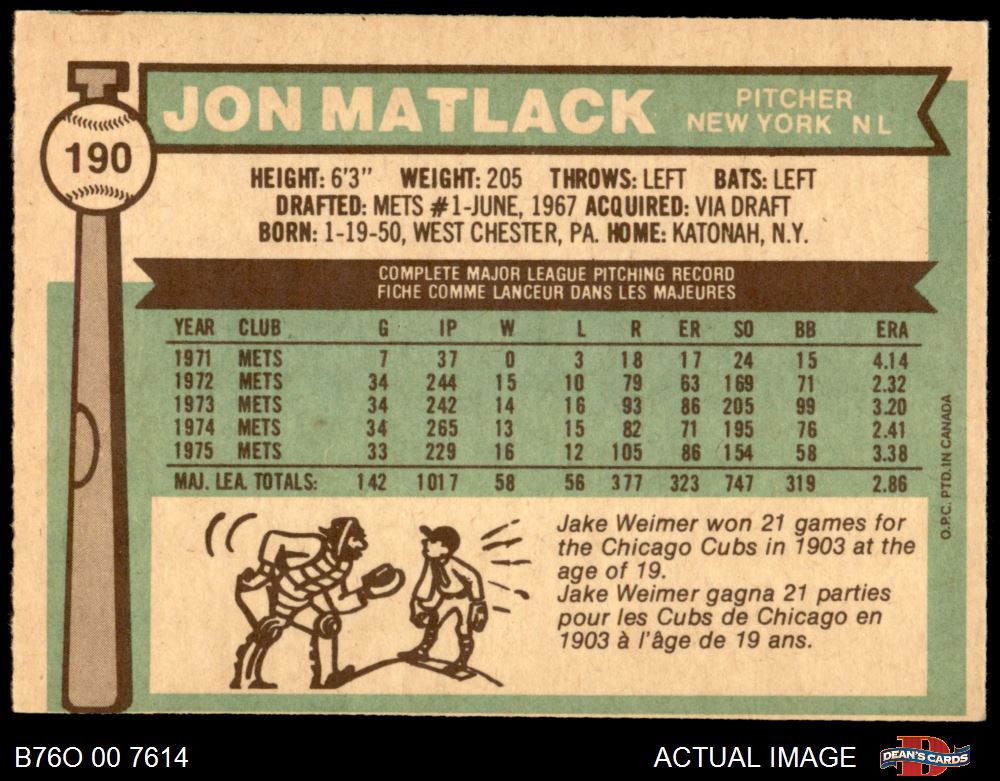 190
JON MATLACK
PITCHER
NEW YORK NL
HEIGHT: 6'3" WEIGHT: 205 THROWS: LEFT BATS: LEFT
DRAFTED: METS #1-JUNE, 1967 ACQUIRED: VIA DRAFT
BORN: 1-19-50, WEST CHESTER, PA. HOME: KATONAH, N.Y.
COMPLETE MAJOR LEAGUE PITCHING RECORD
FICHE COMME LANCEUR DANS LES MAJEURES
YEAR CLUB G IP W L R ER SO BB ERA
1971 METS 7 37 0 3 18 17 24 15 4.14
1972 METS 34 244 15 10 79 63 169 71 2.32
1973 METS 34 242 14 16 93 86 205 99 3.20
1974 METS 34 265 13 15 82 71 195 76 2.41
1975 METS 33 229 16 12 105 86 154 58 3.38
MAJ. LEA. TOTALS: 142 1017 58 56 377 323 747 319 2.86
Jake Weimer won 21 games for
the Chicago Cubs in 1903 at the
age of 19.
Jake Weimer gagna 21 parties
pour les Cubs de Chicago en
1903 à l'âge de 19 ans.
O.P.C. PTD. IN CANADA
B76O 00 7614
ACTUAL IMAGE
DEAN'S CARDS